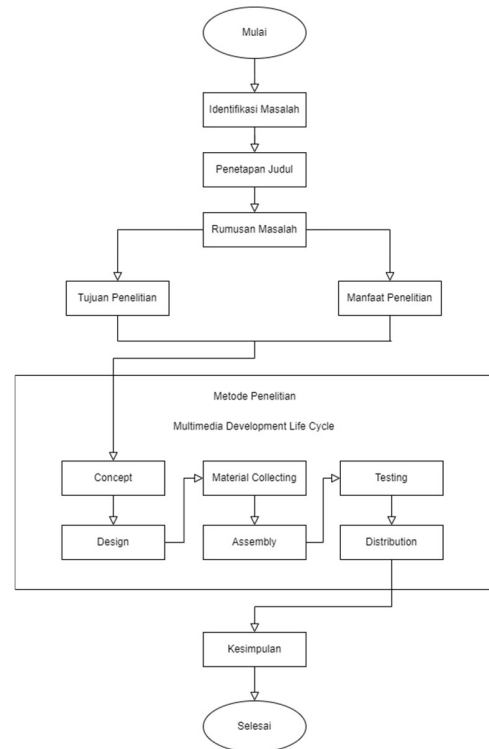 Mulai
Identifikasi Masalah
Penetapan Judul
Rumusan Masalah
Tujuan Penelitian
Manfaat Penelitian
Metode Penelitian
Multimedia Development Life Cycle
Concept
Material Collecting
Testing
Design
Assembly
Distribution
Kesimpulan
Selesai